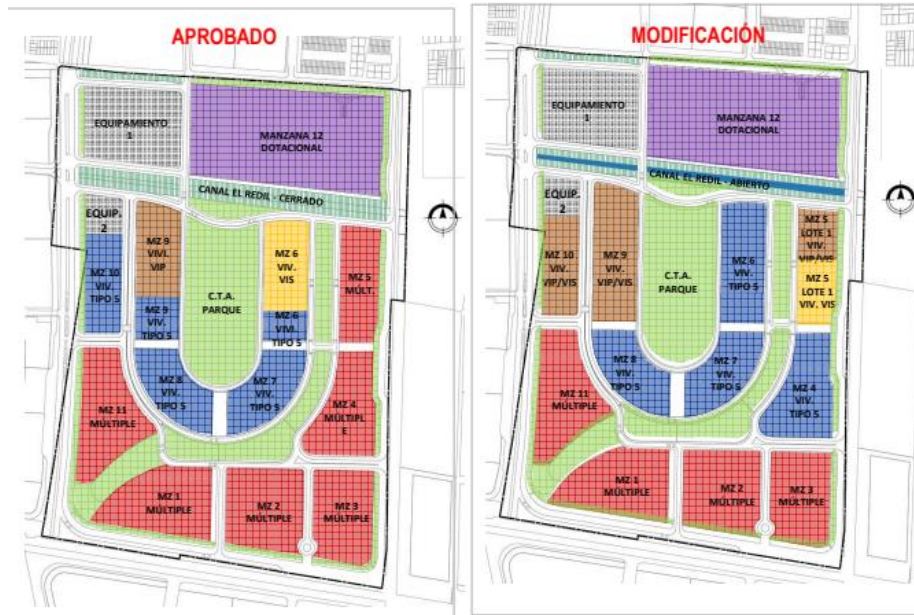 APROBADO
EQUIPAMIENTO
1
MANZANA 12
DOTACIONAL
CANAL EL REDIL - CERRADO
EQUIP.
2
MZ 10
VIV.
TIPO 5
MZ 9
VIVI.
VIP
MZ 9
VIV.
TIPO 5
C.T.A.
PARQUE
MZ 6
VIV.
VIS
MZ 6
VIVI.
TIPO 5
MZ 5
MÚLT.
MZ 8
VIV.
TIPO 5
MZ 7
VIV.
TIPO 5
MZ 11
MÚLTIPLE
MZ 4
MÚLTIPL
E
MZ 1
MÚLTIPLE
MZ 2
MÚLTIPLE
MZ 3
MÚLTIPLE
MODIFICACIÓN
EQUIPAMIENTO
1
MANZANA 12
DOTACIONAL
CANAL EL REDIL - ABIERTO
EQUIP.
2
MZ 10
VIV.
VIP/VIS
MZ 9
VIV.
VIP/VIS
C.T.A.
PARQUE
MZ 6
VIV.
TIPO 5
MZ 5
LOTE 1
VIV.
VIP/VIS
MZ 5
LOTE 1
VIV. VIS
MZ 8
VIV.
TIPO 5
MZ 7
VIV.
TIPO 5
MZ 4
VIV.
TIPO 5
MZ 11
MÚLTIPLE
MZ 1
MÚLTIPLE
MZ 2
MÚLTIPLE
MZ 3
MÚLTIPLE